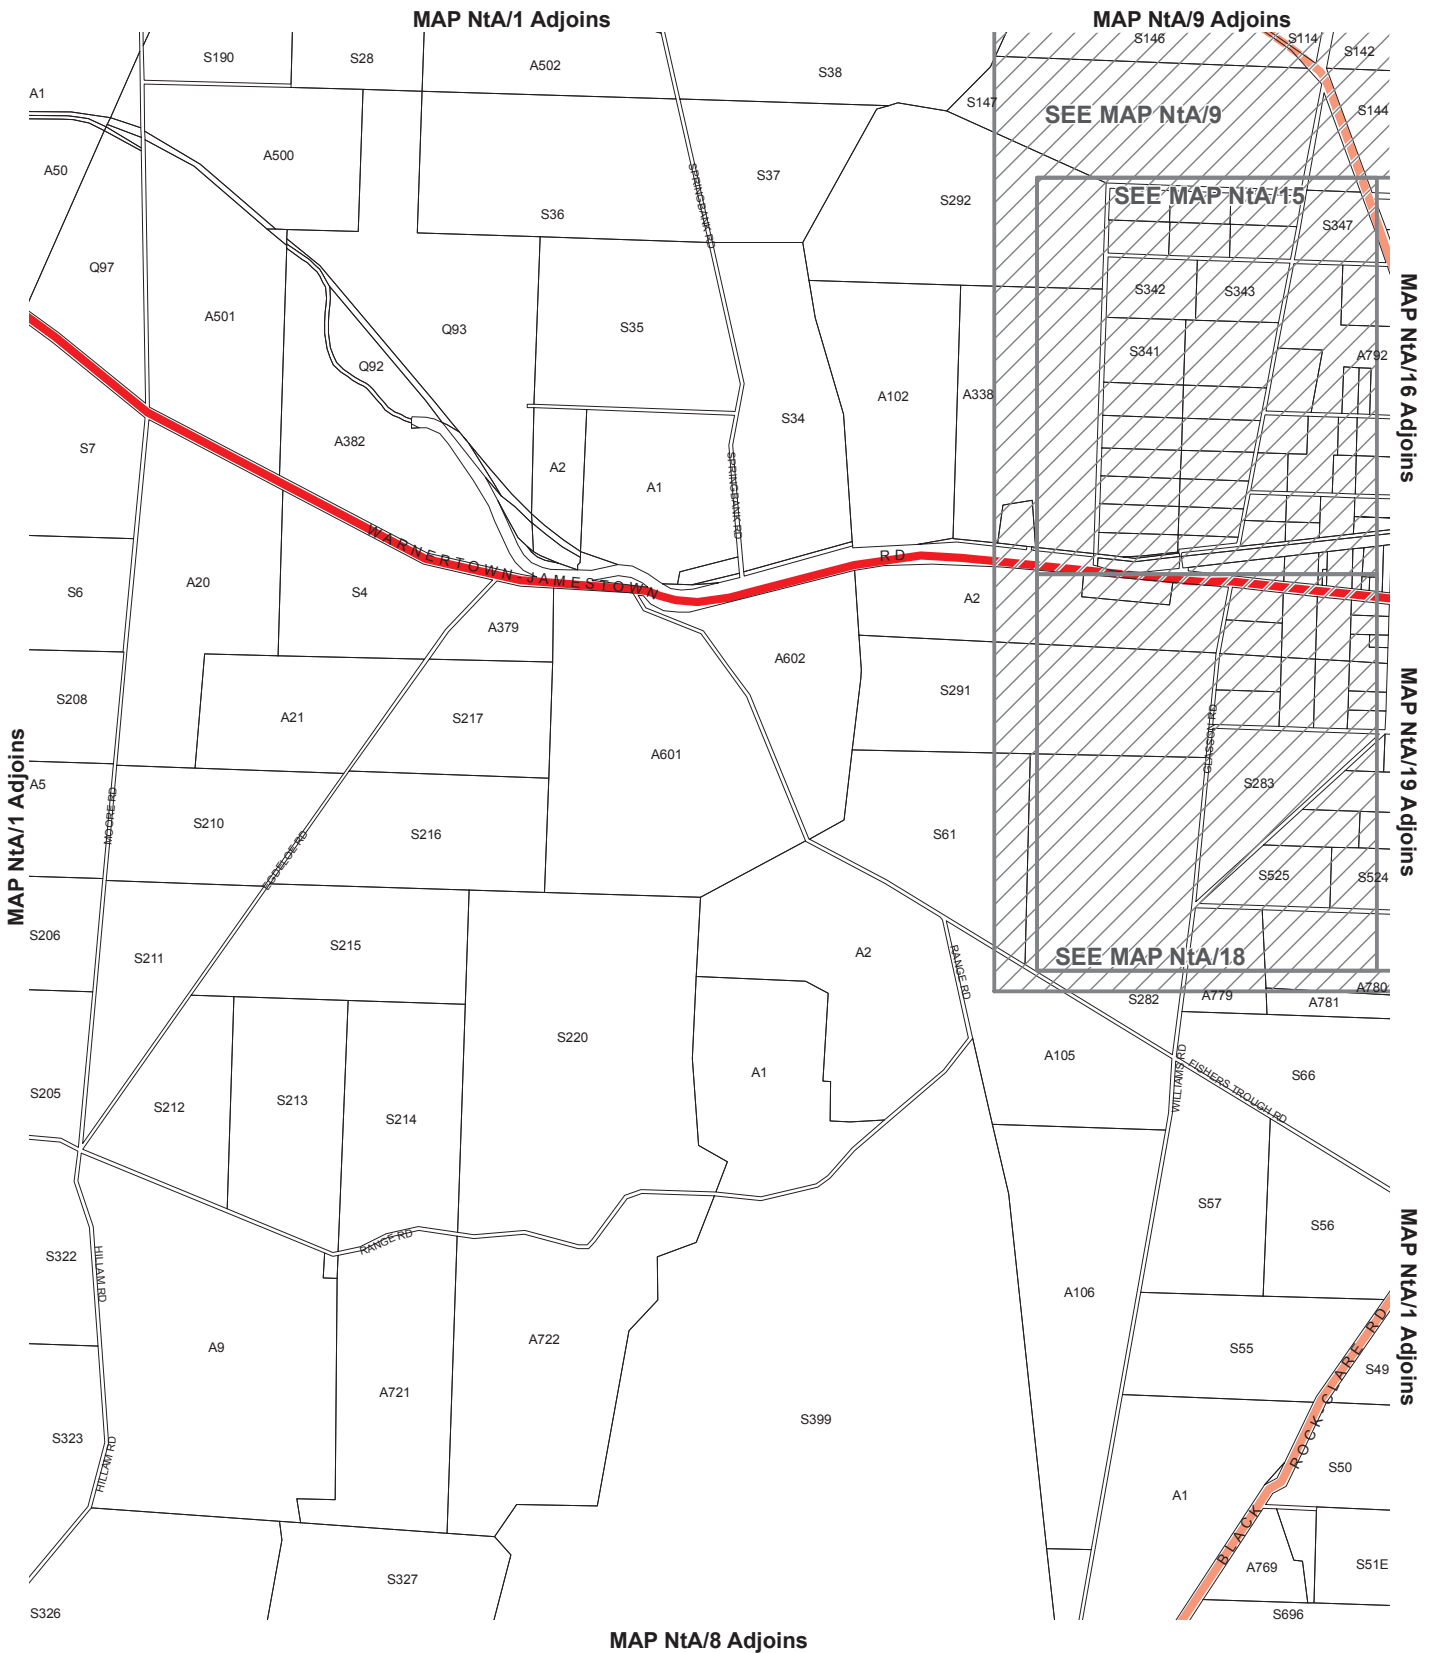 MAP NtA/1 Adjoins
MAP NtA/9 Adjoins
S190
S28
A502
S38
S146
S114
S142
A1
S147
SEE MAP NtA/9
S144
A50
A500
S37
SPRINGBANK RD
S36
S292
SEE MAP NtA/15
S347
Q97
A501
Q93
S35
S342
S343
MAP NtA/16 Adjoins
Q92
S341
A792
A102
A338
S34
S7
A382
A2
A1
SPRINGBANK RD
WARNERTOWN-JAMESTOWN
RD
S6
A20
S4
A2
A379
A602
S208
A21
S217
S291
GLASSON RD
MAP NtA/19 Adjoins
MAP NtA/1 Adjoins
A601
A5
S283
MOORE RD
S210
S216
EGDELOE RD
S61
S525
S524
S206
S211
S215
A2
RANGE RD
SEE MAP NtA/18
S282
A779
A781
A780
S220
A1
A105
WILLIAMS RD
FISHERS TROUGH RD
S66
S205
S212
S213
S214
S57
S56
RANGE RD
S322
HILLAM RD
A106
MAP NtA/1 Adjoins
A9
A722
S55
S49
A721
S399
BLACK ROCK-CLARE RD
S323
HILLAM RD
S50
A1
A769
S51E
S327
S326
S696
MAP NtA/8 Adjoins